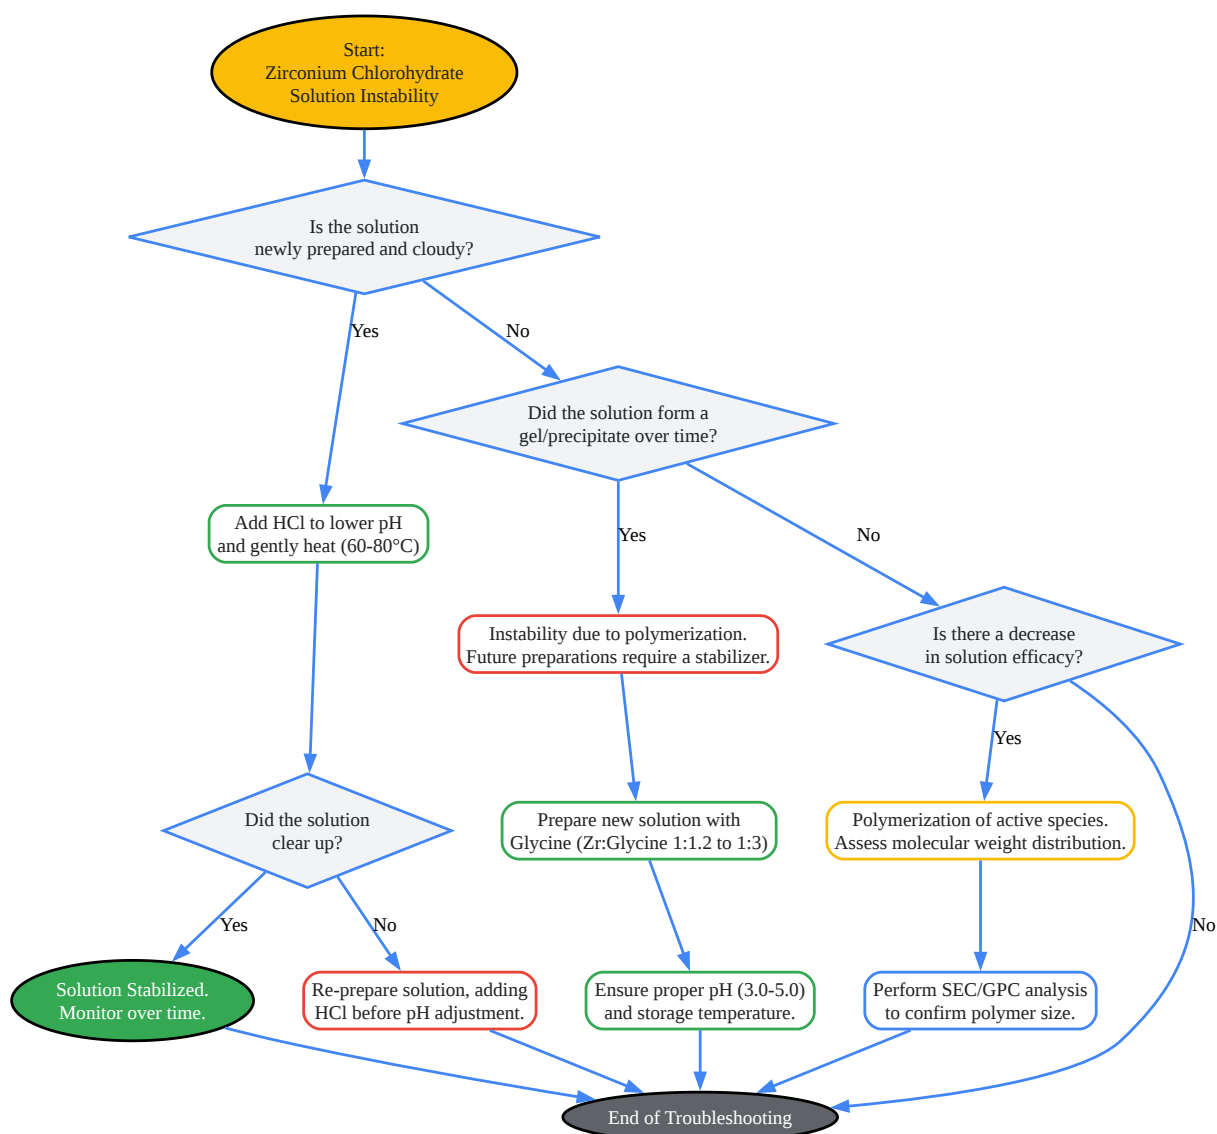 Start:
Zirconium Chlorohydrate
Solution Instability
Is the solution
newly prepared and cloudy?
Yes
No
Did the solution form a
gel/precipitate over time?
Add HCl to lower pH
and gently heat (60-80°C)
Yes
No
Instability due to polymerization.
Future preparations require a stabilizer.
Is there a decrease
in solution efficacy?
Yes
Did the solution
clear up?
Prepare new solution with
Glycine (Zr:Glycine 1:1.2 to 1:3)
Polymerization of active species.
Assess molecular weight distribution.
Yes
No
No
Solution Stabilized.
Monitor over time.
Re-prepare solution, adding
HCl before pH adjustment.
Ensure proper pH (3.0-5.0)
and storage temperature.
Perform SEC/GPC analysis
to confirm polymer size.
End of Troubleshooting